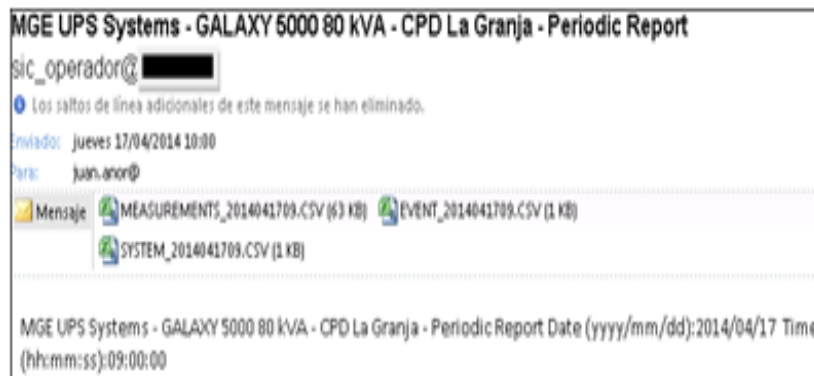 MGE UPS Systems - GALAXY 5000 80 kVA - CPD La Granja - Periodic Report
sic_operador@
Los saltos de línea adicionales de este mensaje se han eliminado.
Enviado: jueves 17/04/2014 10:00
Para: juan.anor@
Mensaje MEASUREMENTS_2014041709.CSV (63 KB) EVENT_2014041709.CSV (1 KB)
SYSTEM_2014041709.CSV (1 KB)
MGE UPS Systems - GALAXY 5000 80 kVA - CPD La Granja - Periodic Report Date (yyyy/mm/dd):2014/04/17 Time
(hh:mm:ss):09:00:00